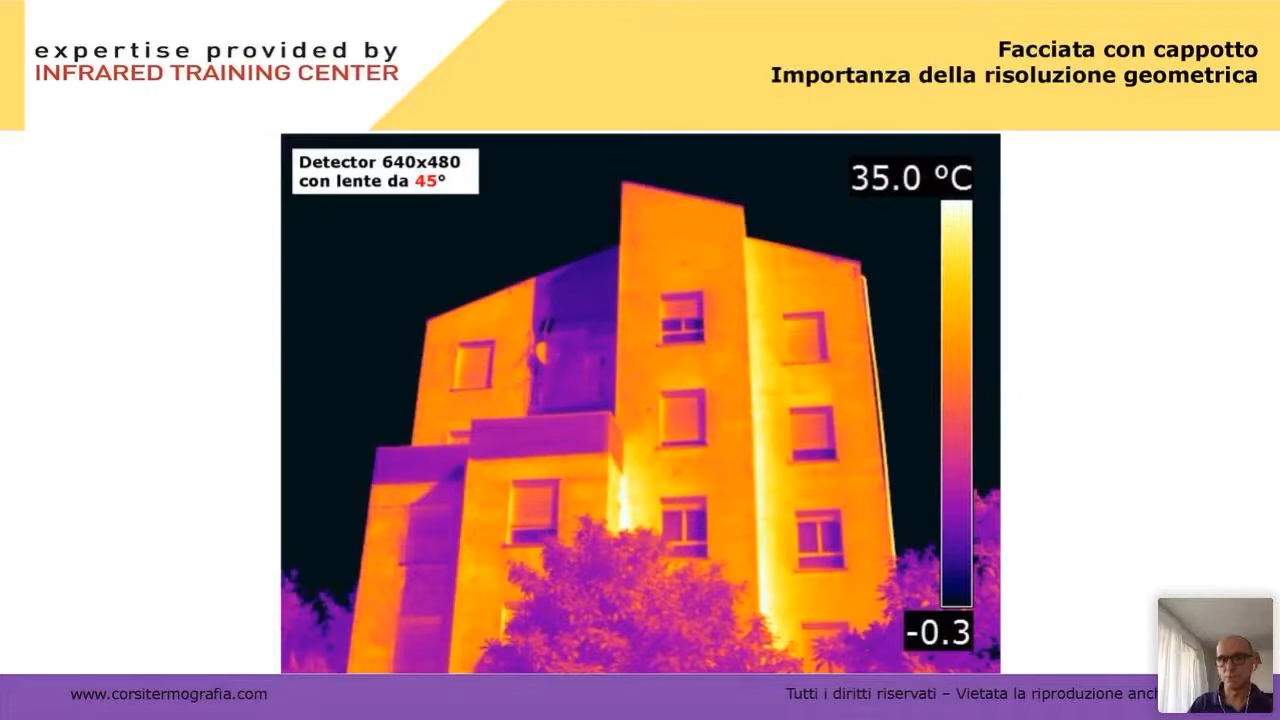 expertise provided by
INFRARED TRAINING CENTER
Facciata con cappotto
Importanza della risoluzione geometrica
Detector 640x480
con lente da 45°
35.0 °C
-0.3
www.corsitermografia.com
Tutti i diritti riservati – Vietata la riproduzione